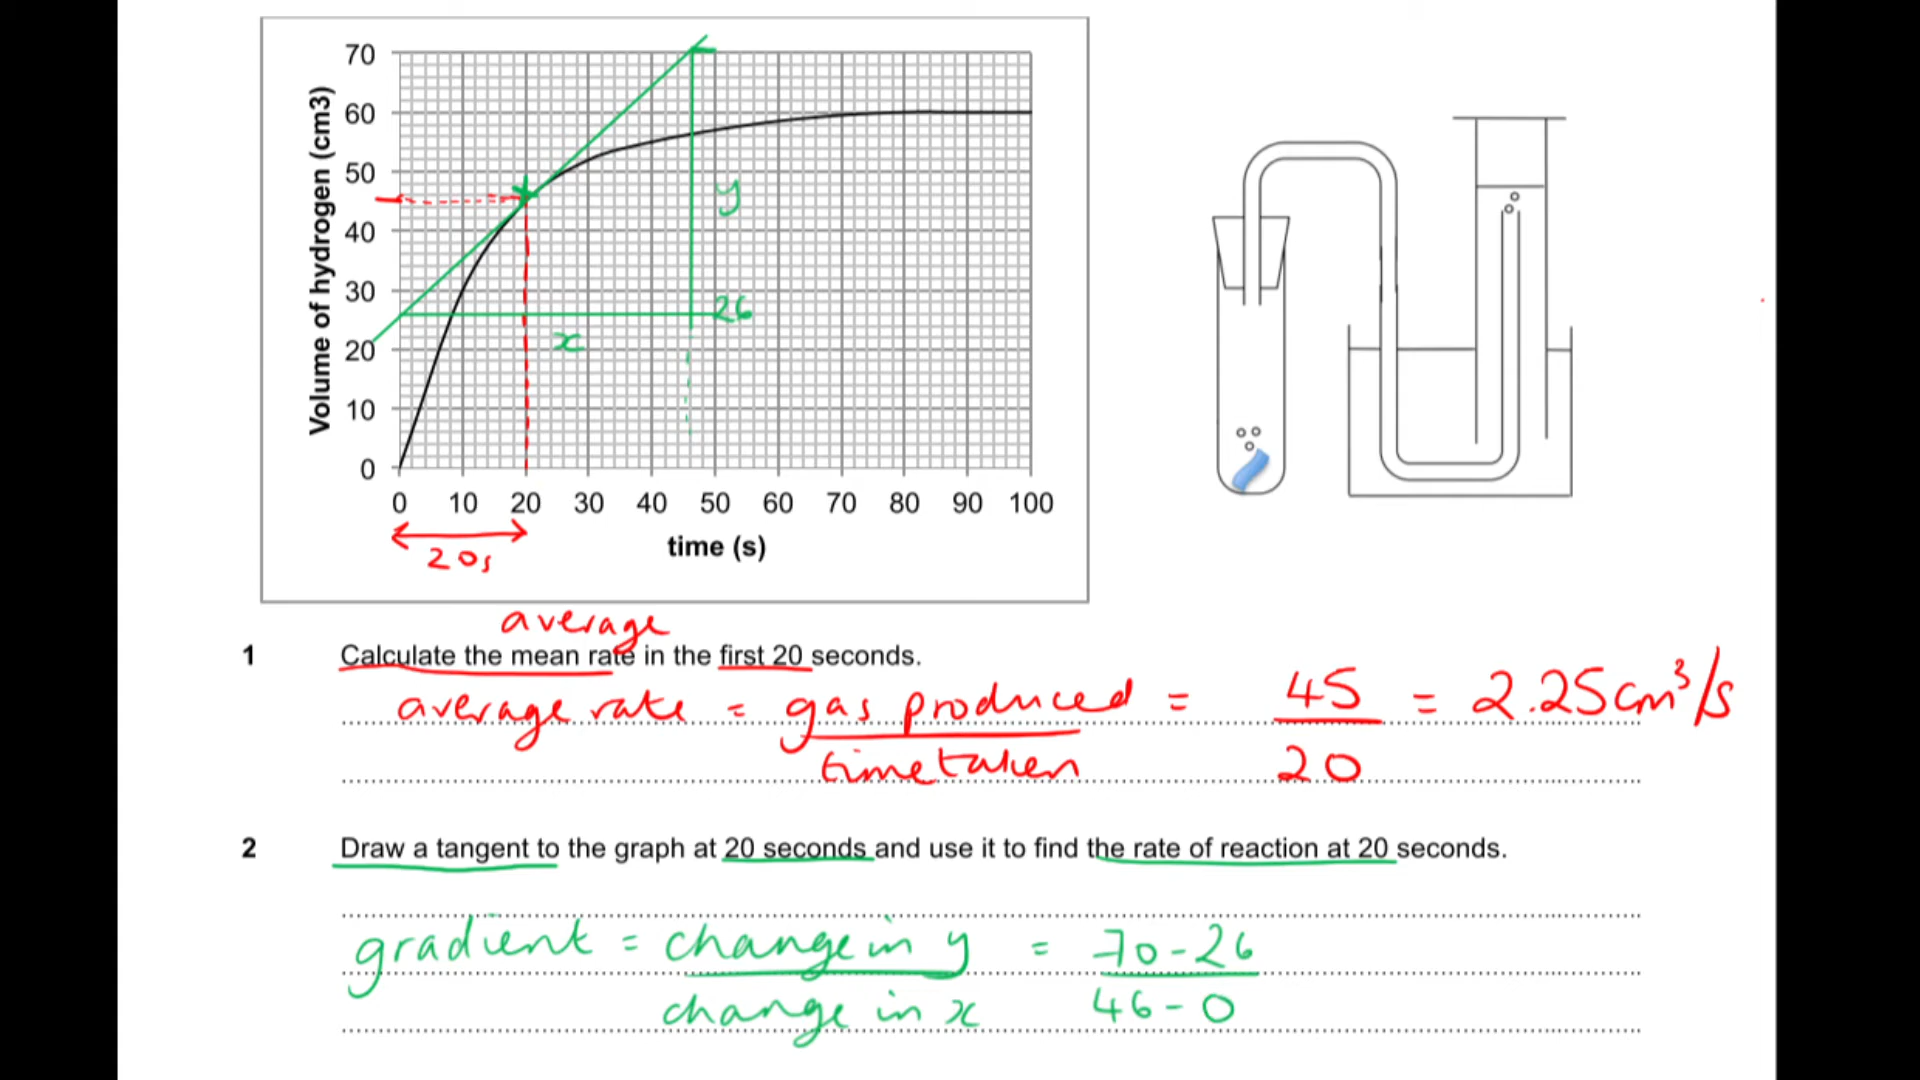 70
60
50
40
30
20
10
0
Volume of hydrogen (cm3)
y
26
x
0 10 20 30 40 50 60 70 80 90 100
time (s)
20s
average
1 Calculate the mean rate in the first 20 seconds.
average rate = gas produced = 45 = 2.25cm³/s
time taken 20
2 Draw a tangent to the graph at 20 seconds and use it to find the rate of reaction at 20 seconds.
gradient = change in y = 70-26
change in x 46-0